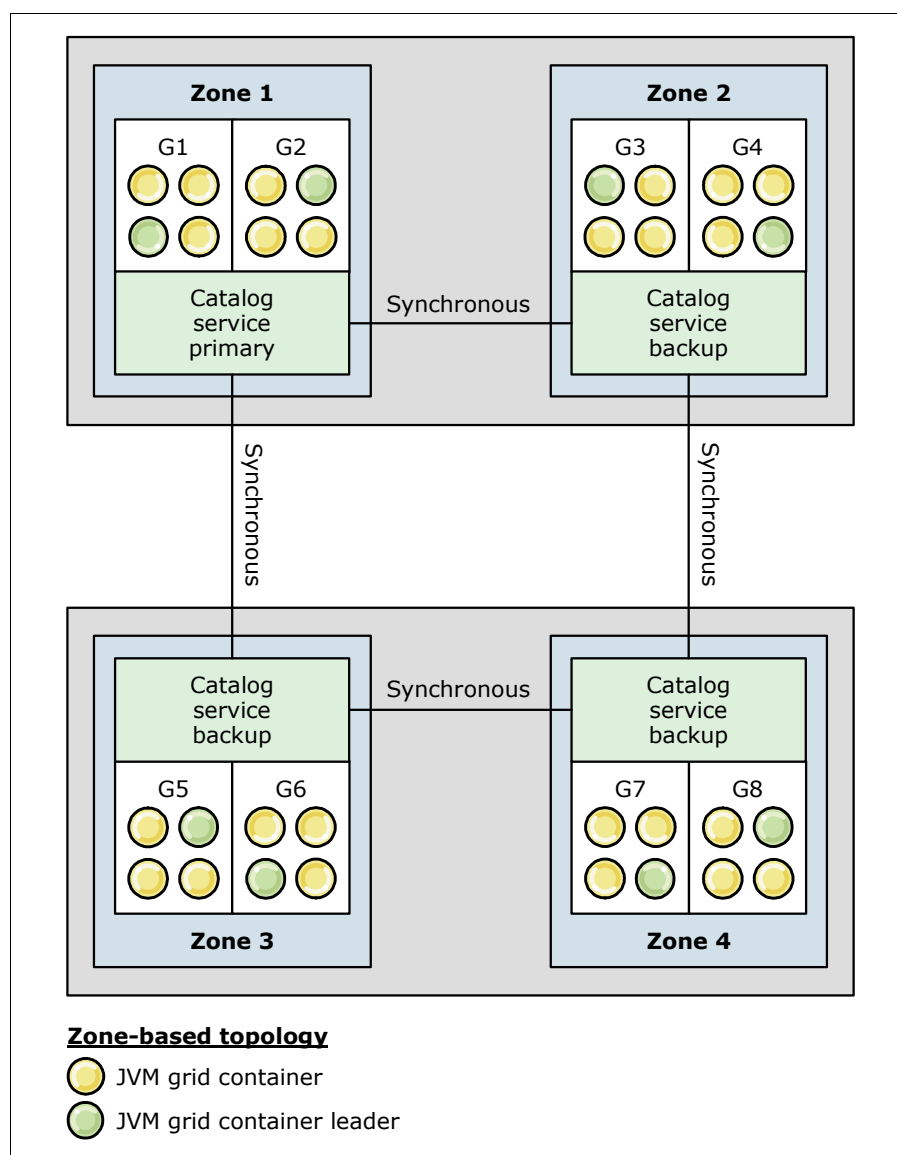 Zone 1
Zone 2
G1
G2
G3
G4
Catalog
service
primary
Synchronous
Catalog
service
backup
Synchronous
Synchronous
Catalog
service
backup
Synchronous
Catalog
service
backup
G5
G6
G7
G8
Zone 3
Zone 4
Zone-based topology
JVM grid container
JVM grid container leader